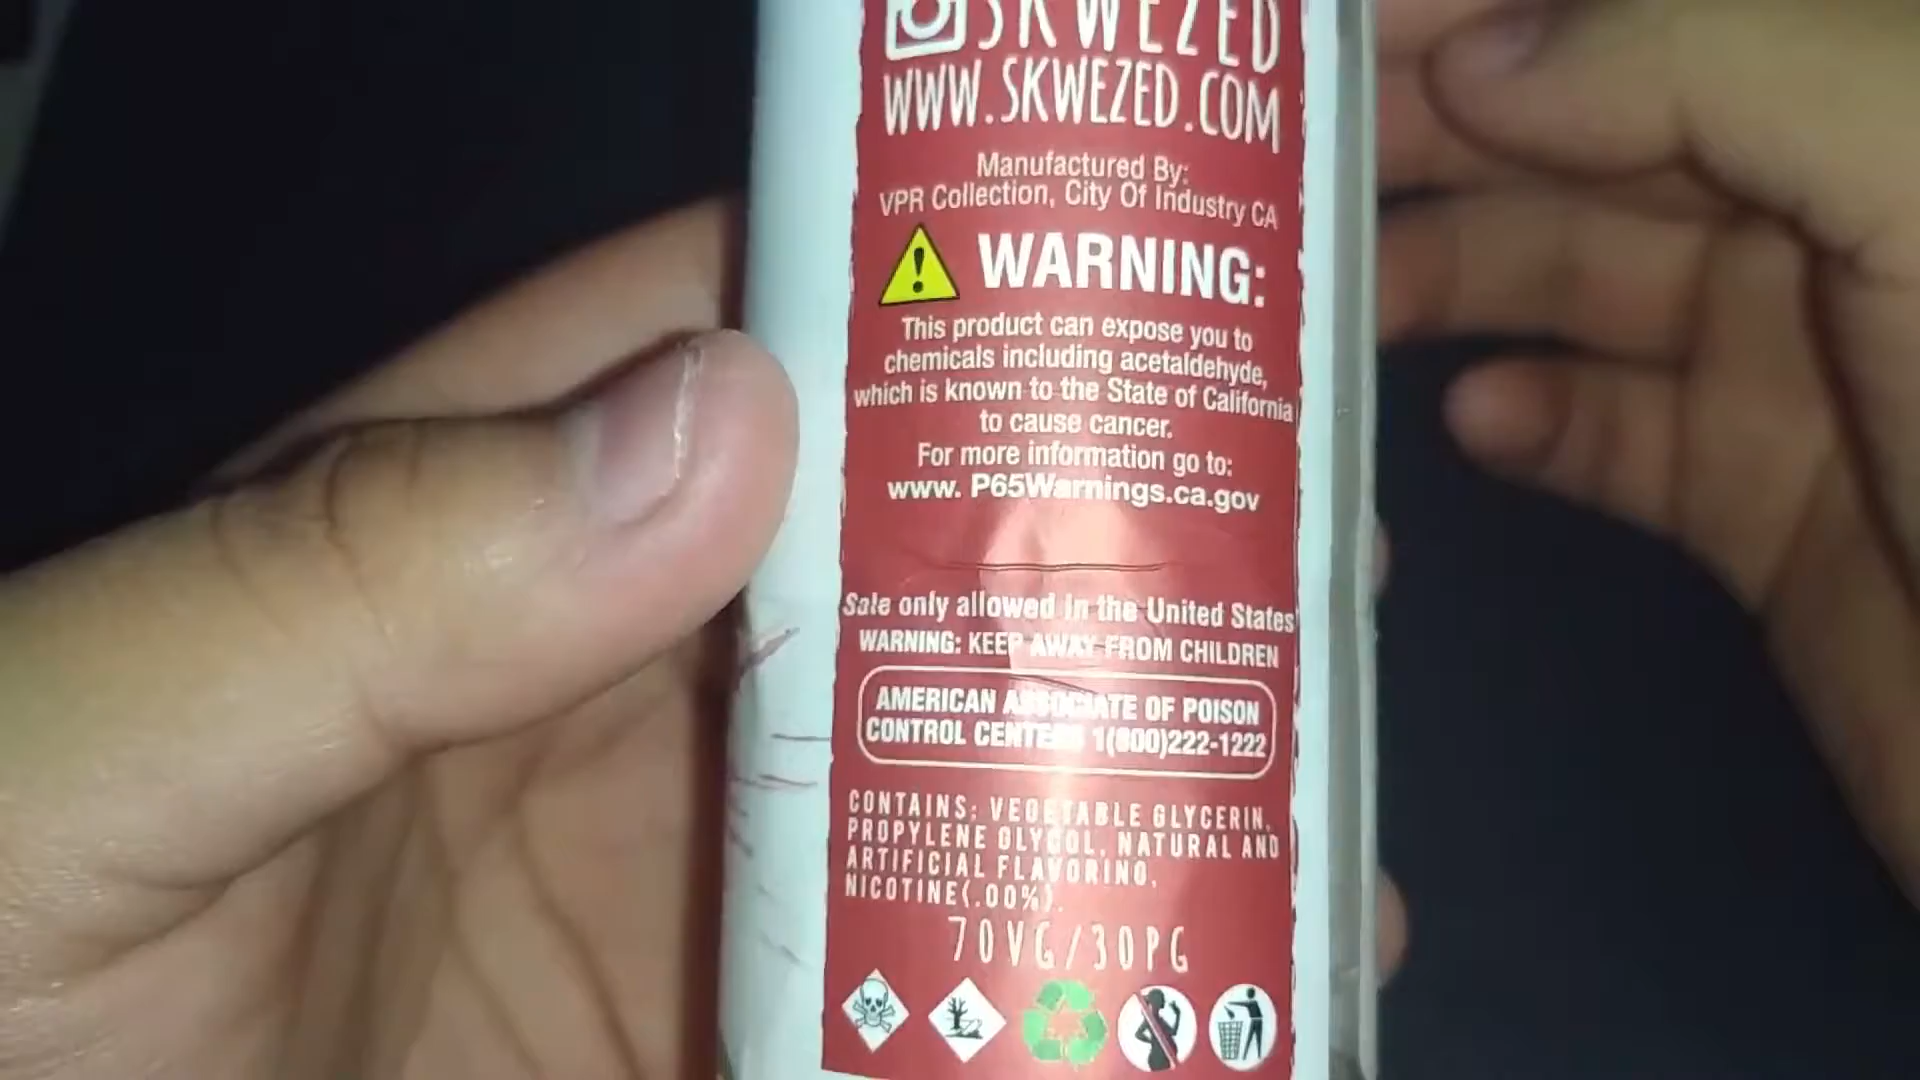 SKWEZED
WWW.SKWEZED.COM
Manufactured By:
VPR Collection, City Of Industry CA
WARNING:
This product can expose you to
chemicals including acetaldehyde,
which is known to the State of California
to cause cancer.
For more information go to:
www. P65Warnings.ca.gov
Sale only allowed in the United States
WARNING: KEEP AWAY FROM CHILDREN
AMERICAN ASSOCIATE OF POISON
CONTROL CENTERS 1(800)222-1222
CONTAINS: VEGETABLE GLYCERIN,
PROPYLENE GLYCOL, NATURAL AND
ARTIFICIAL FLAVORING,
NICOTINE(.00%).
70VG/30PG